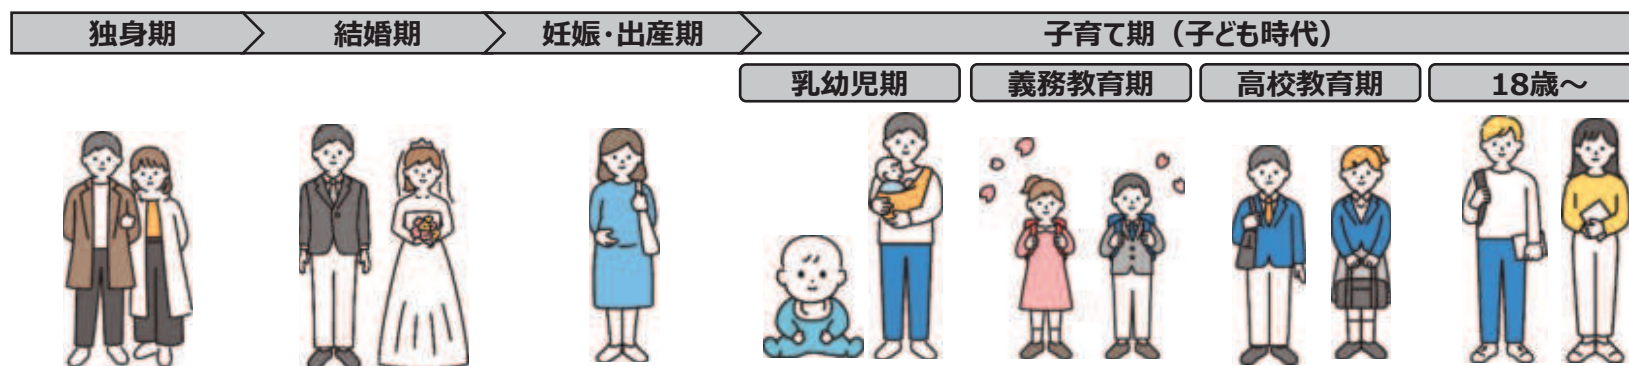 独身期
結婚期
妊娠・出産期
子育て期（子ども時代）
乳幼児期
義務教育期
高校教育期
18歳～